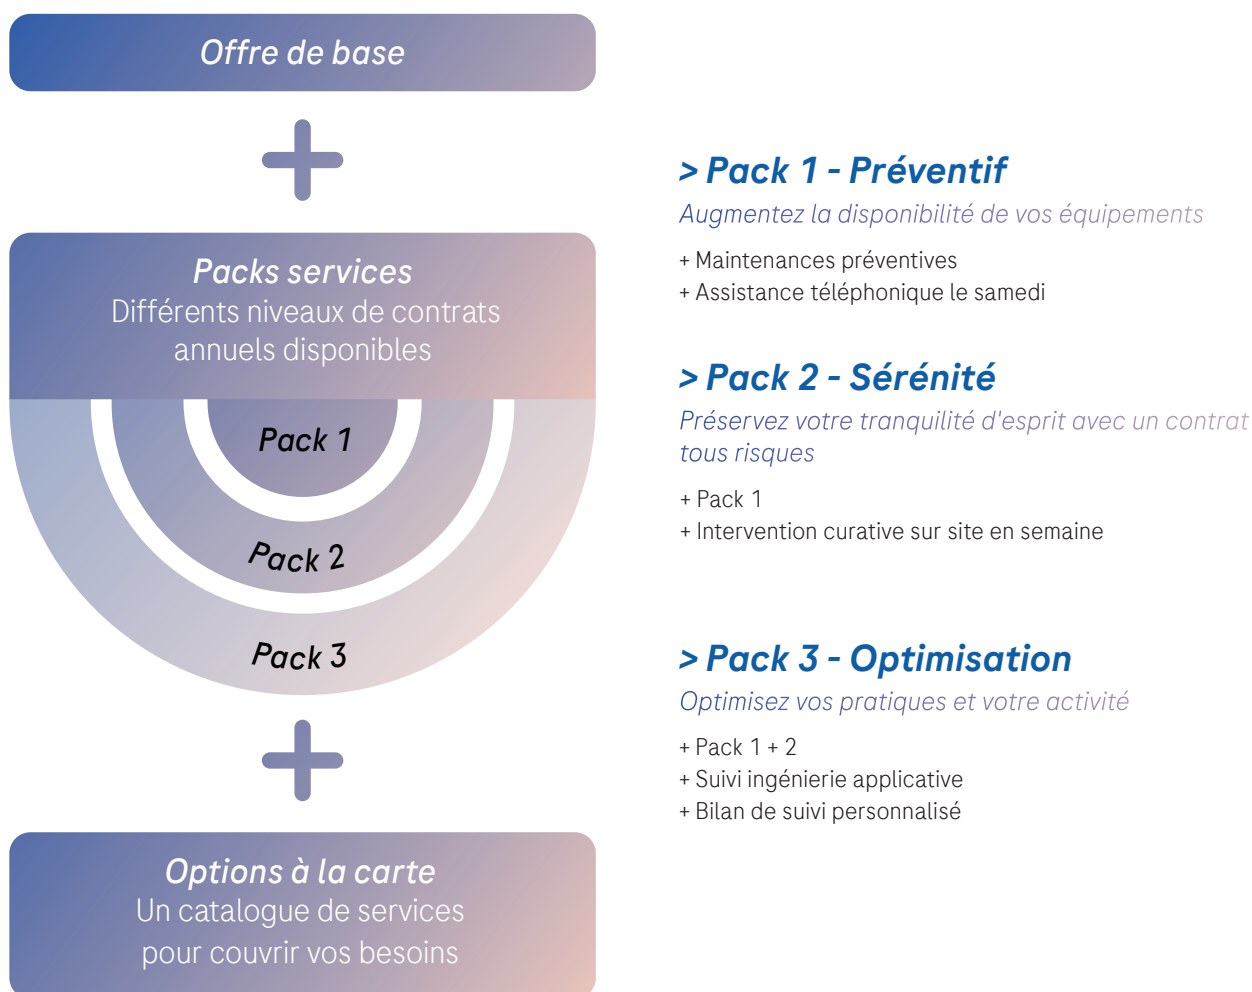 Offre de base
Packs services
Différents niveaux de contrats
annuels disponibles
Pack 1
Pack 2
Pack 3
Options à la carte
Un catalogue de services
pour couvrir vos besoins
> Pack 1 - Préventif
Augmentez la disponibilité de vos équipements
+ Maintenances préventives
+ Assistance téléphonique le samedi
> Pack 2 - Sérénité
Préservez votre tranquilité d'esprit avec un contrat
tous risques
+ Pack 1
+ Intervention curative sur site en semaine
> Pack 3 - Optimisation
Optimisez vos pratiques et votre activité
+ Pack 1 + 2
+ Suivi ingénierie applicative
+ Bilan de suivi personnalisé